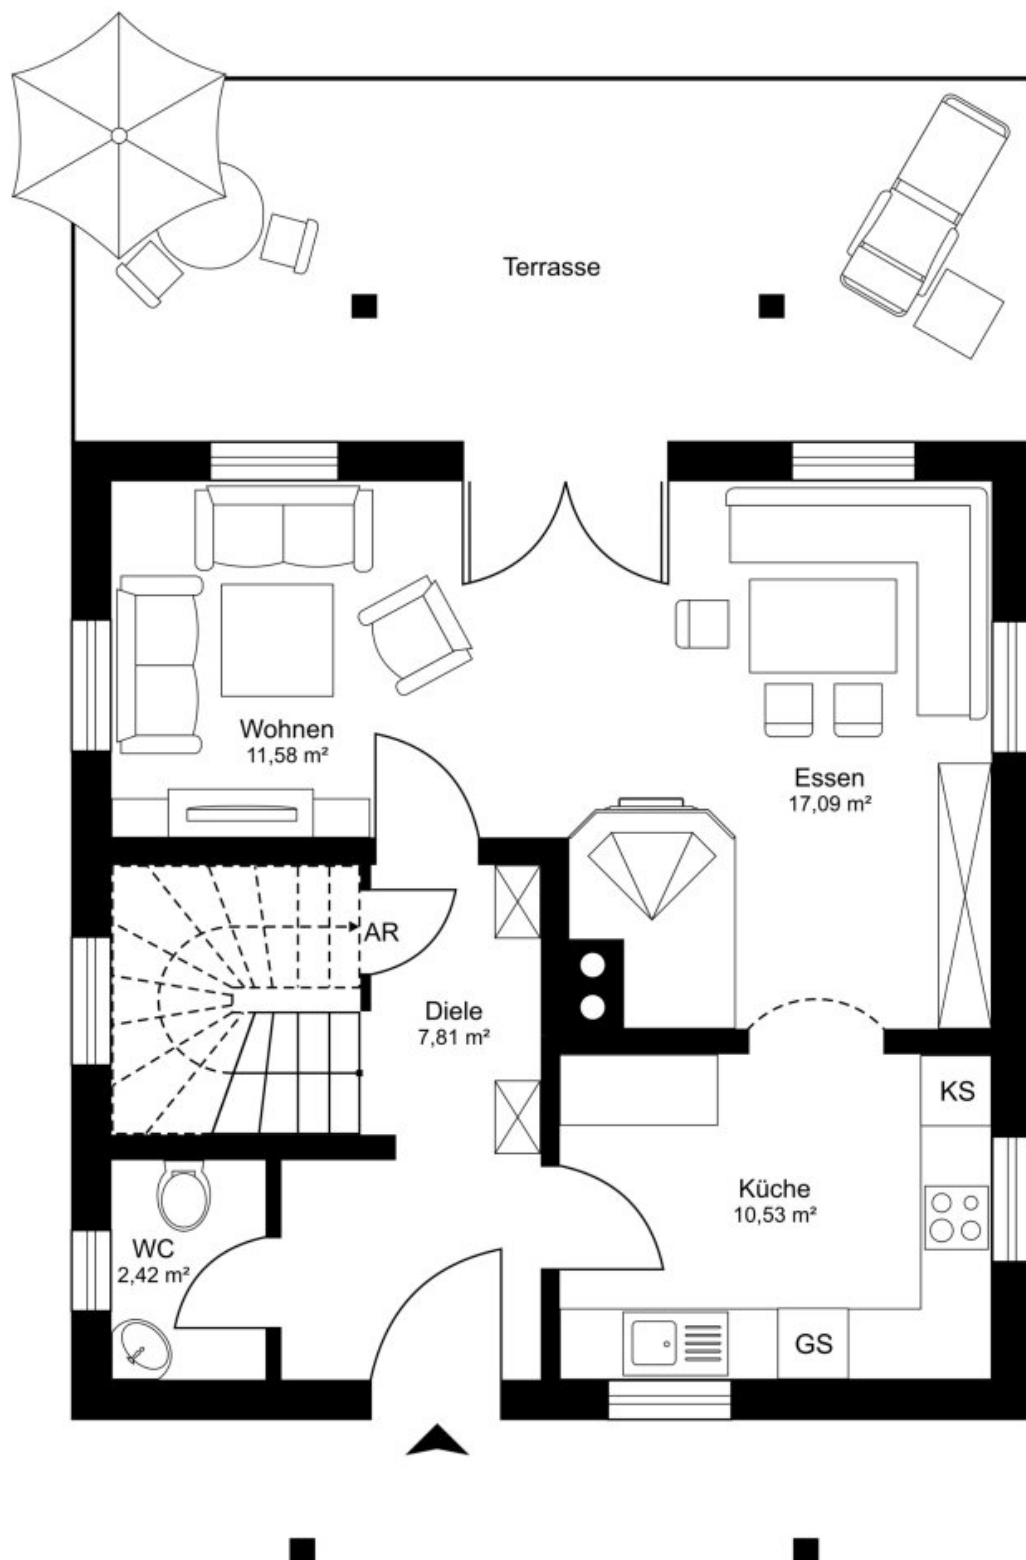 Terrasse
Wohnen
11,58 m²
Essen
17,09 m²
AR
Diele
7,81 m²
KS
Küche
10,53 m²
WC
2,42 m²
GS